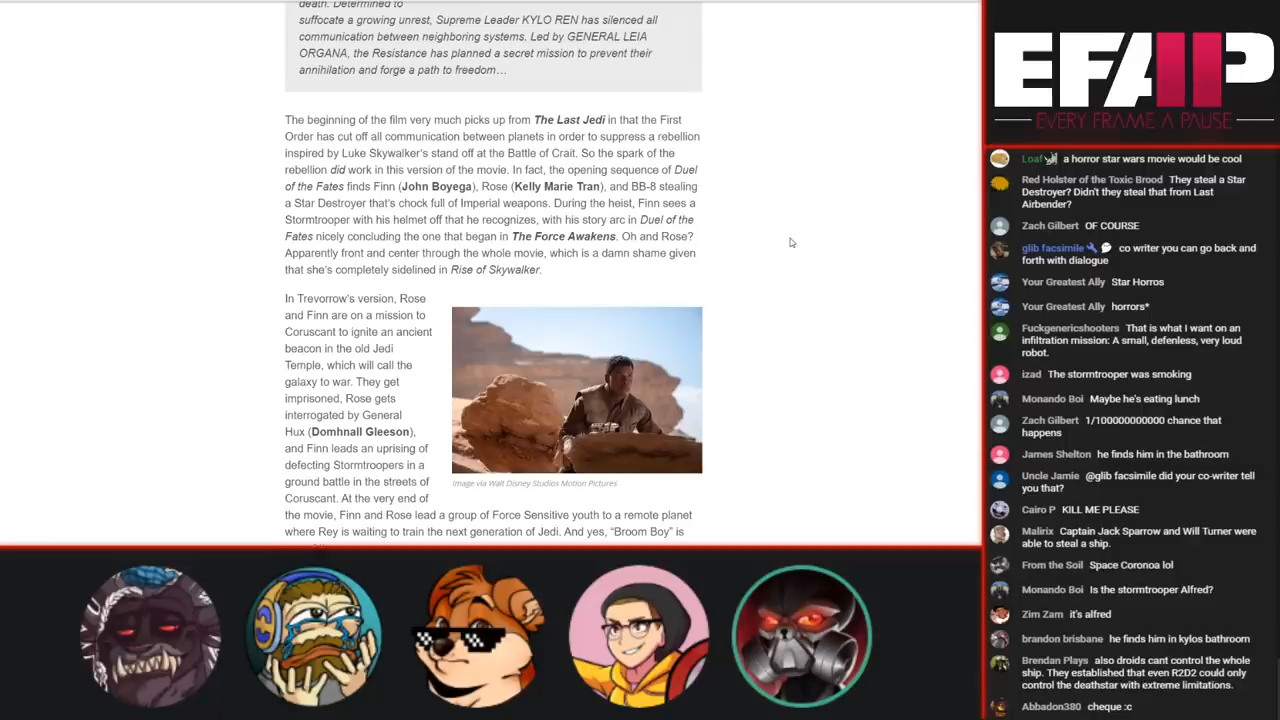 death. Determined to
suffocate a growing unrest, Supreme Leader KYLO REN has silenced all
communication between neighboring systems. Led by GENERAL LEIA
ORGANA, the Resistance has planned a secret mission to prevent their
annihilation and forge a path to freedom…
The beginning of the film very much picks up from The Last Jedi in that the First
Order has cut off all communication between planets in order to suppress a rebellion
inspired by Luke Skywalker's stand off at the Battle of Crait. So the spark of the
rebellion did work in this version of the movie. In fact, the opening sequence of Duel
of the Fates finds Finn (John Boyega), Rose (Kelly Marie Tran), and BB-8 stealing
a Star Destroyer that's chock full of Imperial weapons. During the heist, Finn sees a
Stormtrooper with his helmet off that he recognizes, with his story arc in Duel of the
Fates nicely concluding the one that began in The Force Awakens. Oh and Rose?
Apparently front and center through the whole movie, which is a damn shame given
that she's completely sidelined in Rise of Skywalker.
In Trevorrow's version, Rose
and Finn are on a mission to
Coruscant to ignite an ancient
beacon in the old Jedi
Temple, which will call the
galaxy to war. They get
imprisoned, Rose gets
interrogated by General
Hux (Domhnall Gleeson),
and Finn leads an uprising of
defecting Stormtroopers in a
ground battle in the streets of
Coruscant. At the very end of
the movie, Finn and Rose lead a group of Force Sensitive youth to a remote planet
where Rey is waiting to train the next generation of Jedi. And yes, “Broom Boy” is
Image via Walt Disney Studios Motion Pictures
EFAP
EVERY FRAME A PAUSE
Loaf a horror star wars movie would be cool
Red Holster of the Toxic Brood They steal a Star
Destroyer? Didn't they steal that from Last
Airbender?
Zach Gilbert OF COURSE
glib facsimile co writer you can go back and
forth with dialogue
Your Greatest Ally Star Horros
Your Greatest Ally horrors*
Fuckgenericshooters That is what I want on an
infiltration mission: A small, defenless, very loud
robot.
izad The stormtrooper was smoking
Monando Boi Maybe he's eating lunch
Zach Gilbert 1/100000000000 chance that
happens
James Shelton he finds him in the bathroom
Uncle Jamie @glib facsimile did your co-writer tell
you that?
Cairo P KILL ME PLEASE
Malirix Captain Jack Sparrow and Will Turner were
able to steal a ship.
From the Soil Space Coronoa lol
Monando Boi Is the stormtrooper Alfred?
Zim Zam it's alfred
brandon brisbane he finds him in kylos bathroom
Brendan Plays also droids cant control the whole
ship. They established that even R2D2 could only
control the deathstar with extreme limitations.
Abbadon380 cheque :c